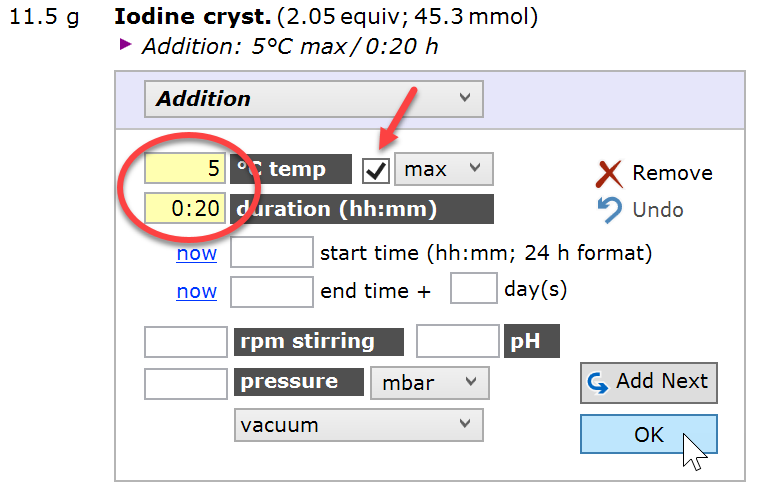 11.5 g Iodine cryst. (2.05 equiv; 45.3 mmol)
Addition: 5°C max / 0:20 h
Addition
5 °C temp max Remove
0:20 duration (hh:mm) Undo
now start time (hh:mm; 24 h format)
now end time + day(s)
rpm stirring pH
pressure mbar Add Next
vacuum OK